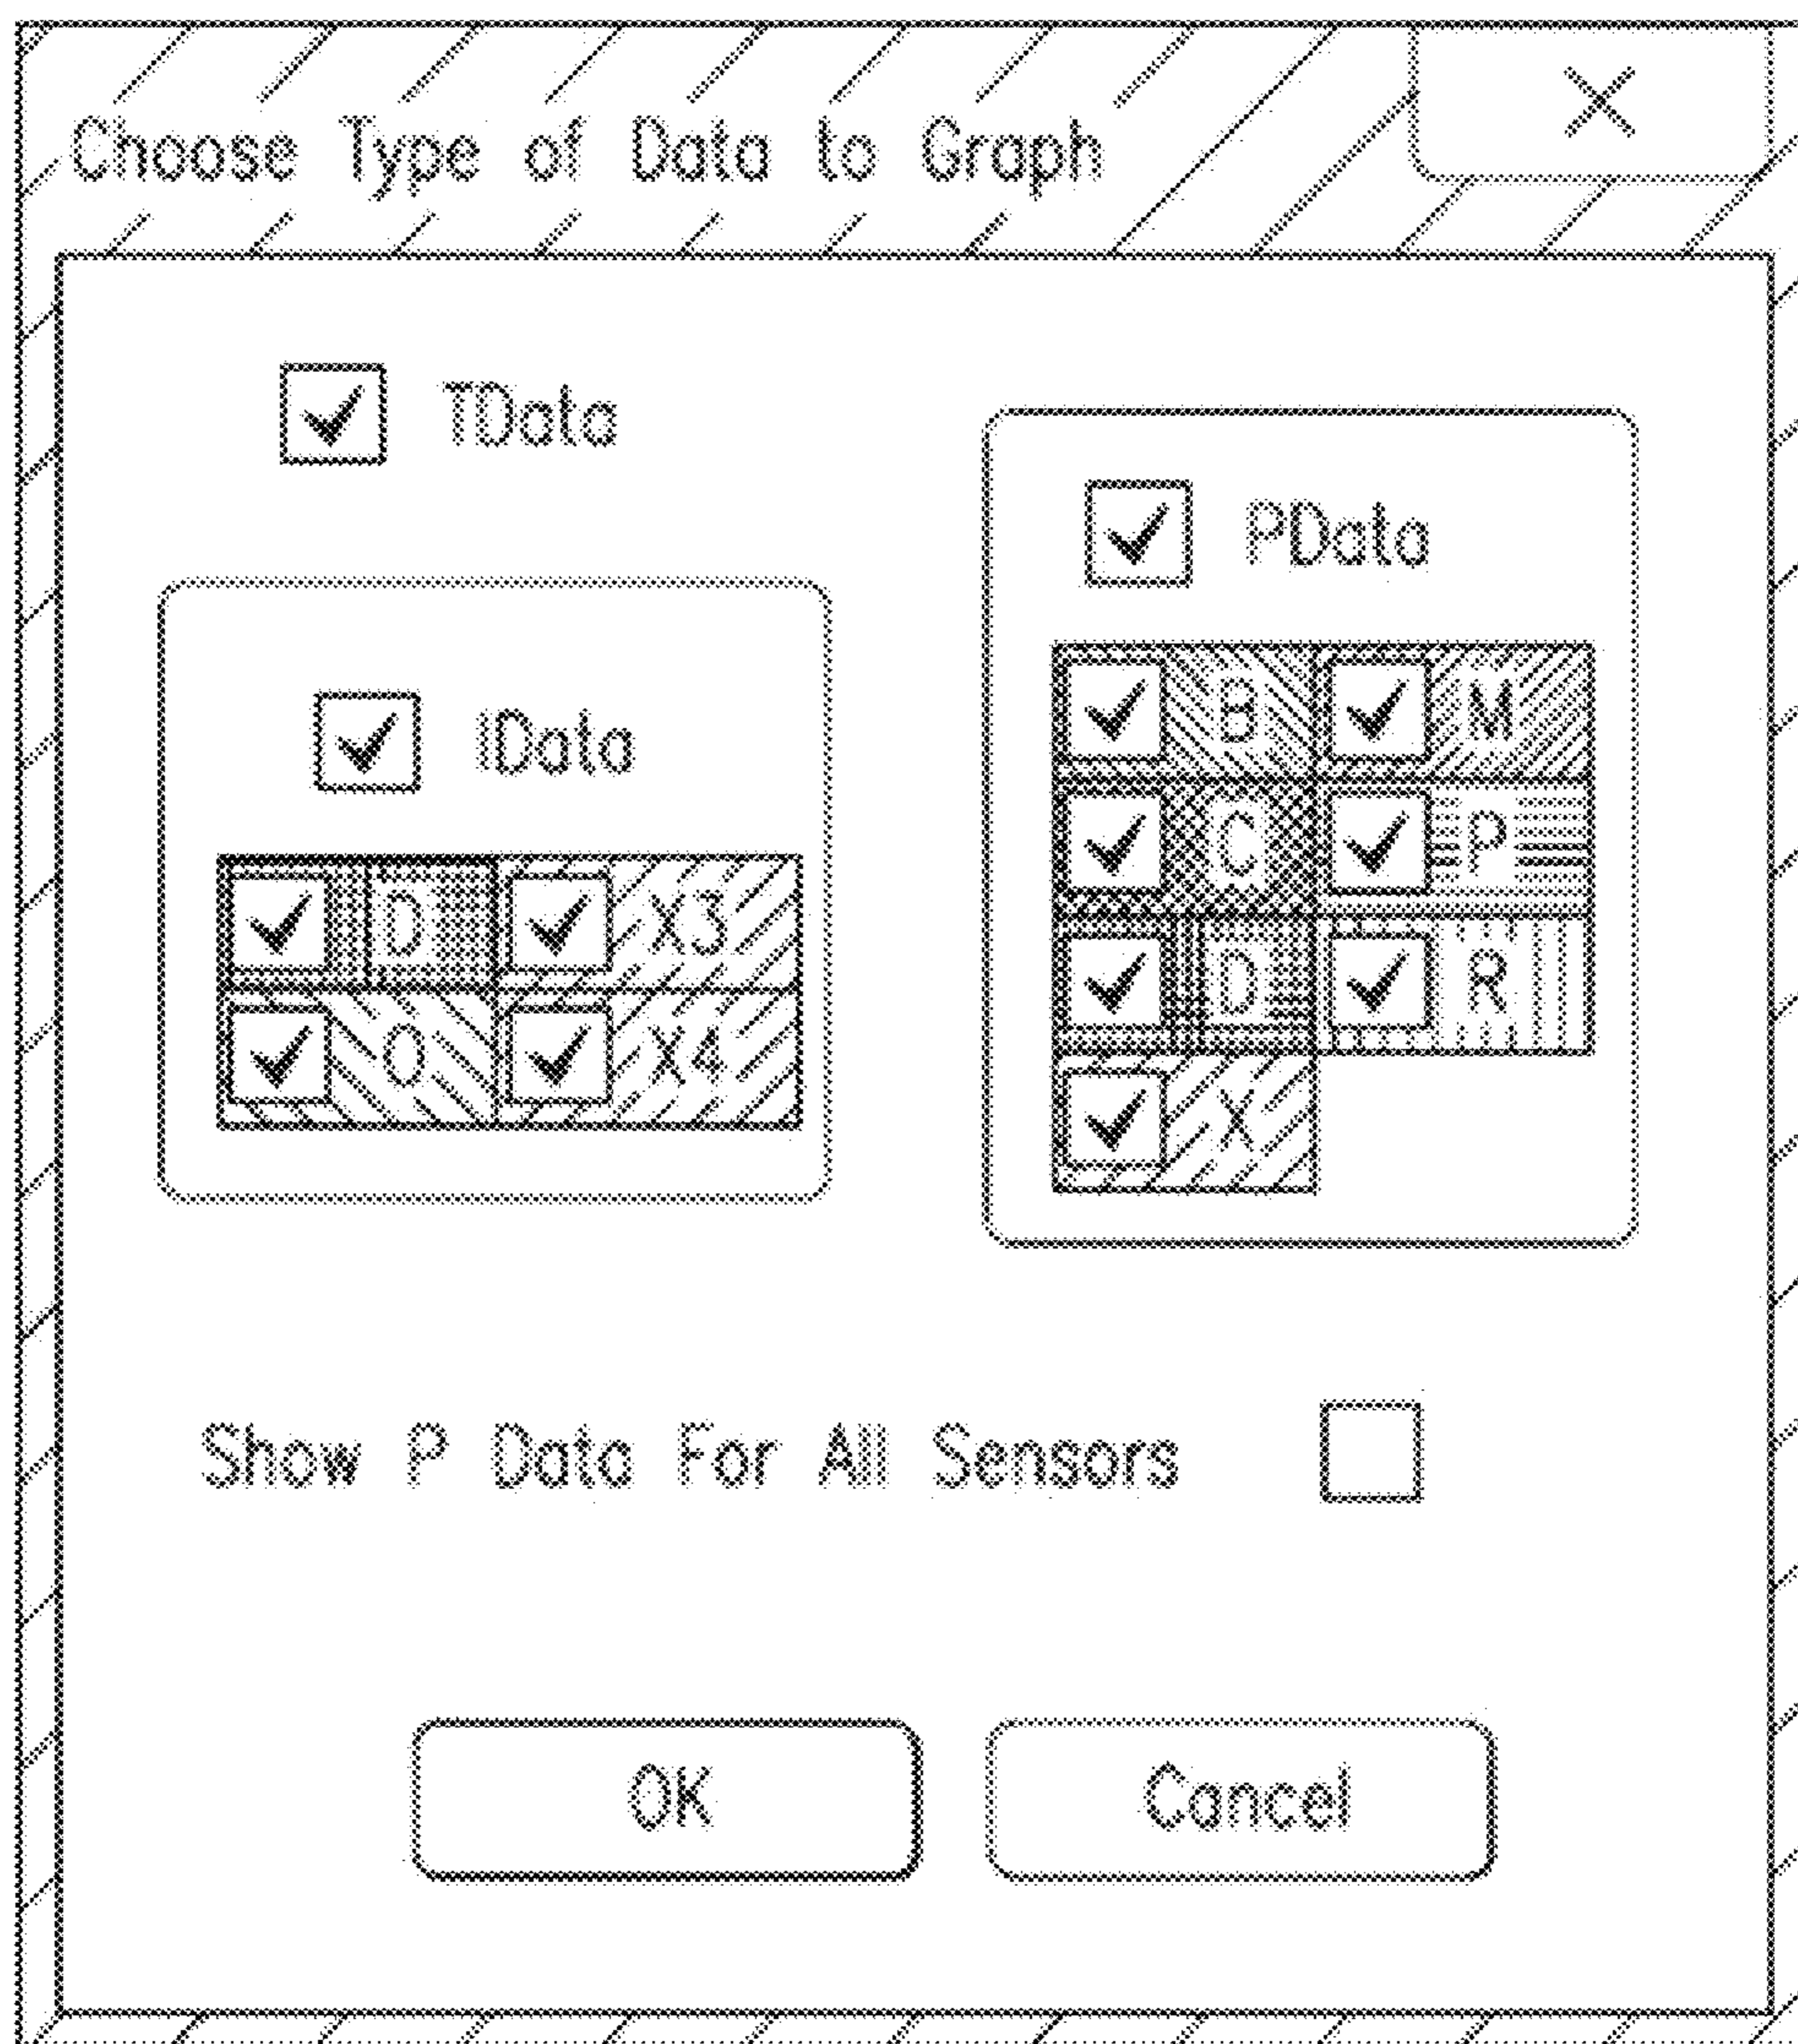 Choose Type of Data to Graph
TData
IData
D X3
O X4
PData
B M
C P
D R
X
Show P Data For All Sensors
OK Cancel